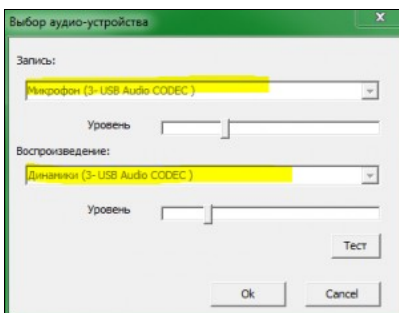 Выбор аудио-устройства
x
Запись:
Микрофон (3- USB Audio CODEC )
Уровень
Воспроизведение:
Динамики (3- USB Audio CODEC )
Уровень
Тест
Ok Cancel